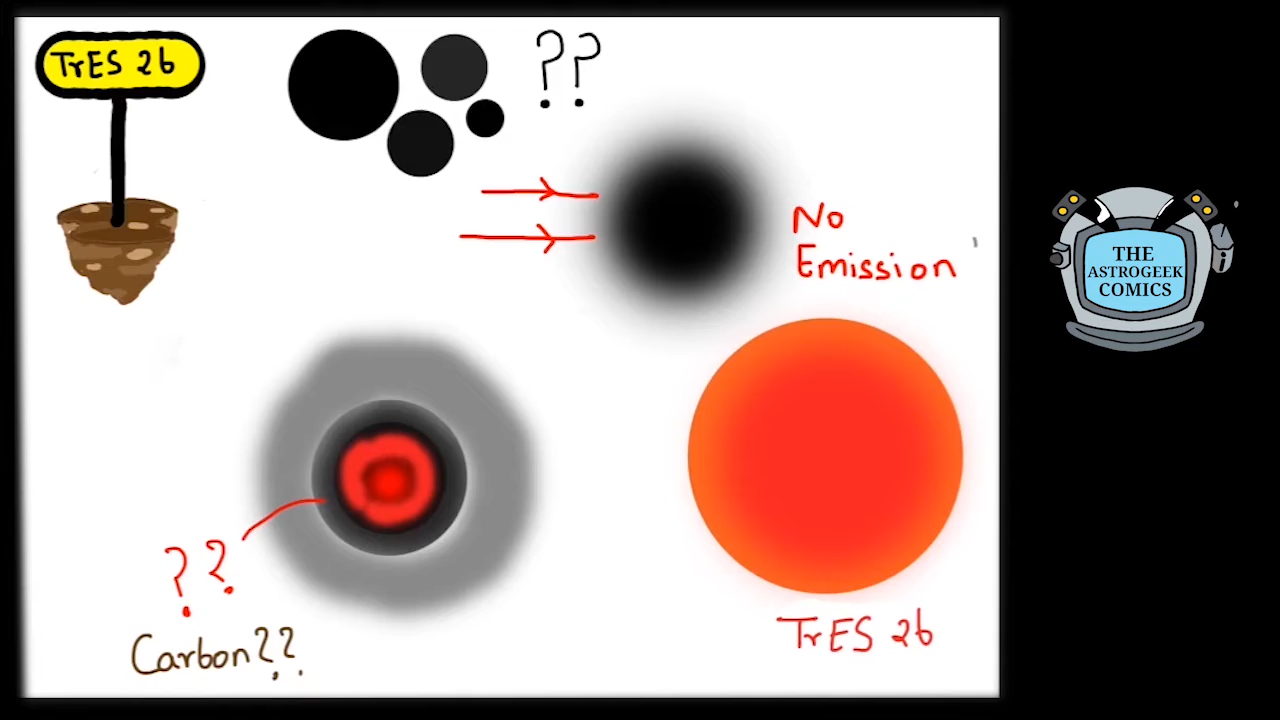 TrES 2b
??
No
Emission
THE
ASTROGEEK
COMICS
i
??
Carbon??
TrES 2b